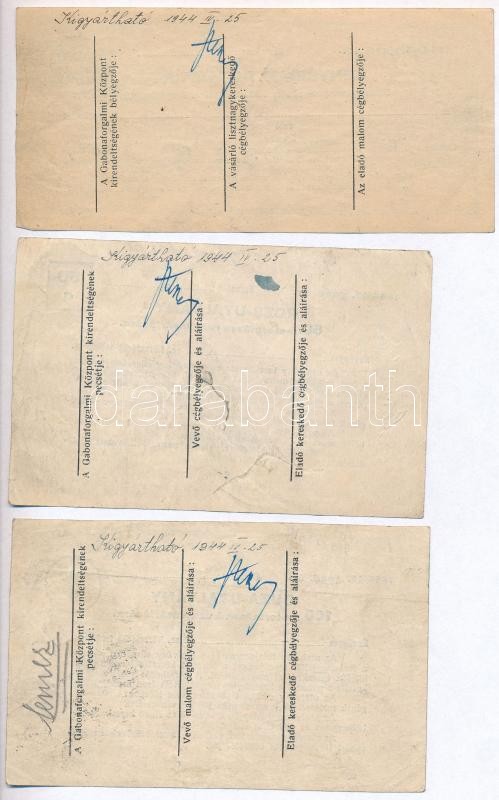 Kigyártható 1944 II. 25
A Gabonaforgalmi Központ
kirendeltségének bélyegzője :
A vásárló lisztnagykereskedő
cégbélyegzője :
Az eladó malom cégbélyegzője :
Kigyártható 1944 II. 25
A Gabonaforgalmi Központ kirendeltségének
pecsétje :
Vevő cégbélyegzője és aláírása :
Eladó kereskedő cégbélyegzője és aláírása :
darabanth
Kigyártható, 1944 II. 25
A Gabonaforgalmi Központ kirendeltségének
pecsétje :
Vevő malom cégbélyegzője és aláírása :
Eladó kereskedő cégbélyegzője és aláírása :